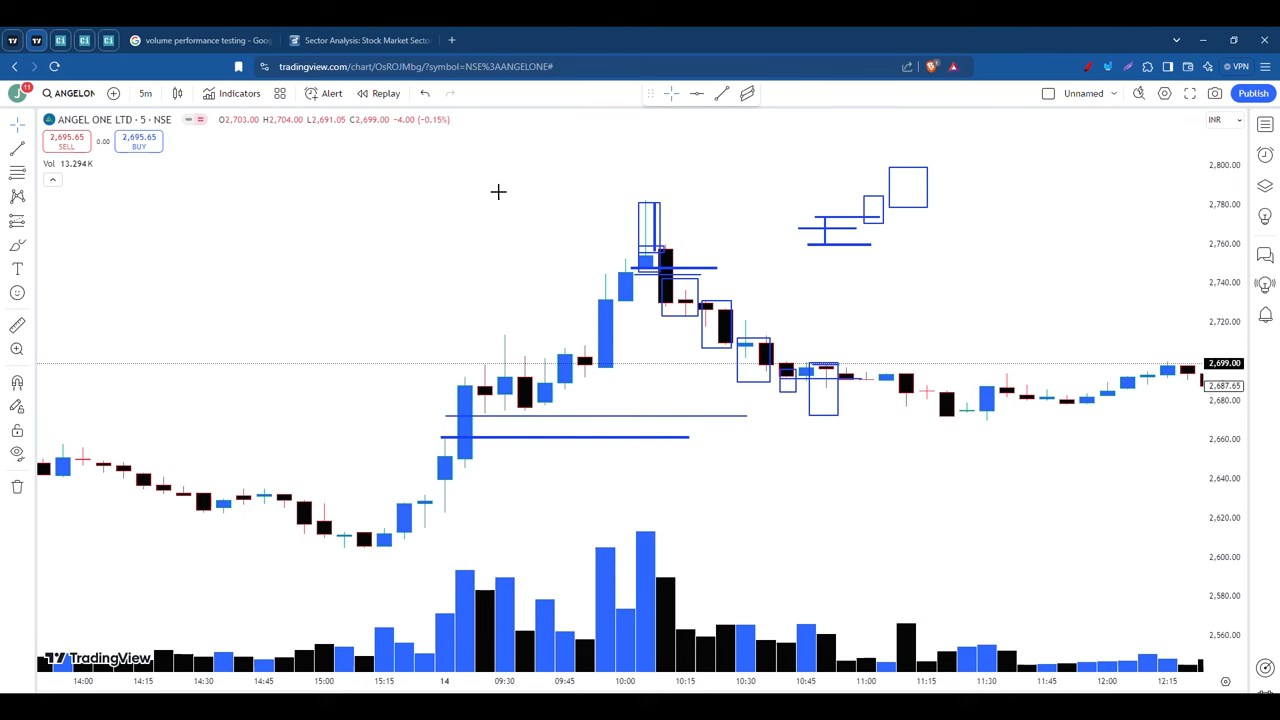 volume performance testing - Goog
Sector Analysis: Stock Market Sector
tradingview.com/chart/OsROJMbg/?symbol=NSE%3AANGELONE#
VPN
J 11
ANGELON
5m
Indicators
Alert
Replay
Unnamed
Publish
ANGEL ONE LTD · 5 · NSE
O2,703.00 H2,704.00 L2,691.05 C2,699.00 -4.00 (-0.15%)
INR
2,695.65
SELL
0.00
2,695.65
BUY
Vol 13.294K
2,800.00
2,780.00
2,760.00
2,740.00
2,720.00
2,699.00
2,687.65
2,680.00
2,660.00
2,640.00
2,620.00
2,600.00
2,580.00
2,560.00
TradingView
14:00 14:15 14:30 14:45 15:00 15:15 14 09:30 09:45 10:00 10:15 10:30 10:45 11:00 11:15 11:30 11:45 12:00 12:15